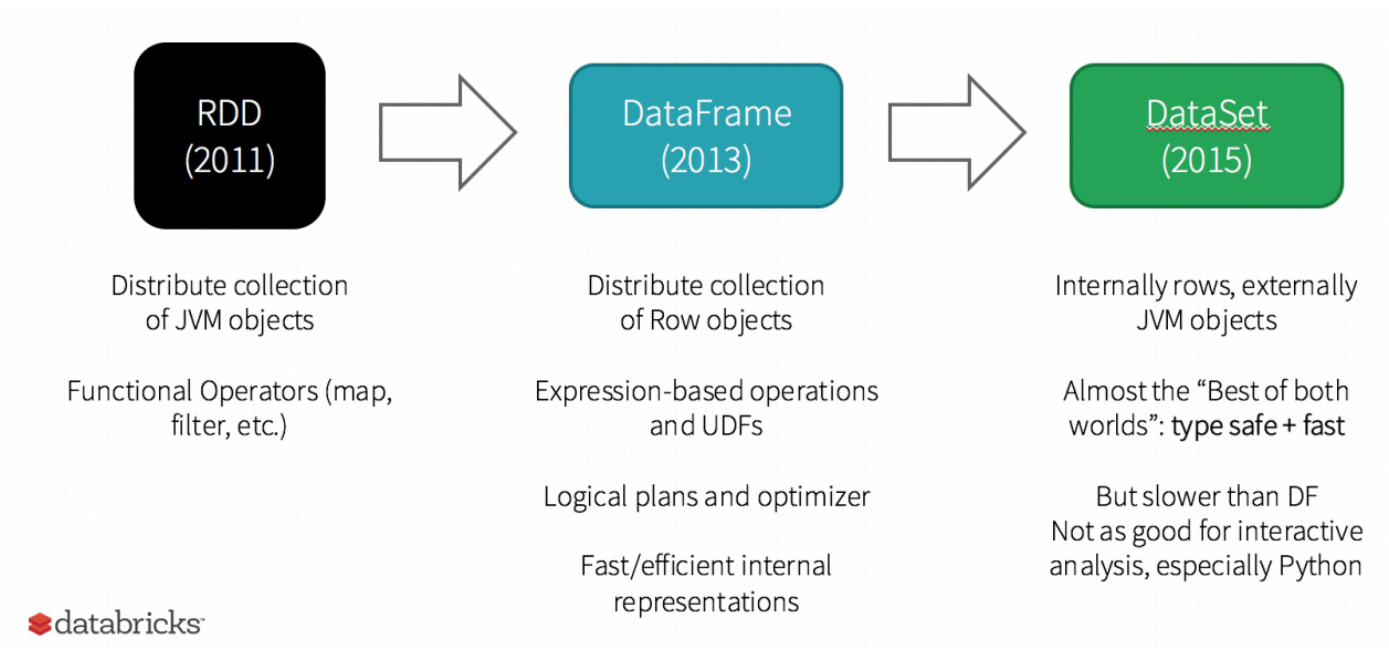 RDD
(2011)
DataFrame
(2013)
DataSet
(2015)
Distribute collection
of JVM objects
Functional Operators (map,
filter, etc.)
Distribute collection
of Row objects
Expression-based operations
and UDFs
Logical plans and optimizer
Fast/efficient internal
representations
Internally rows, externally
JVM objects
Almost the “Best of both
worlds”: type safe + fast
But slower than DF
Not as good for interactive
analysis, especially Python
databricks